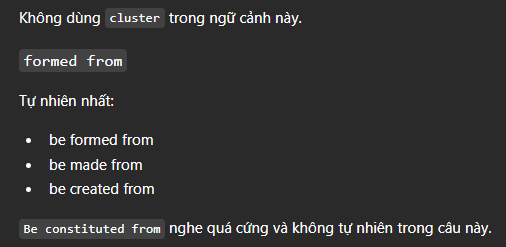 Không dùng cluster trong ngữ cảnh này.
formed from
Tự nhiên nhất:
• be formed from
• be made from
• be created from
Be constituted from nghe quá cứng và không tự nhiên trong câu này.